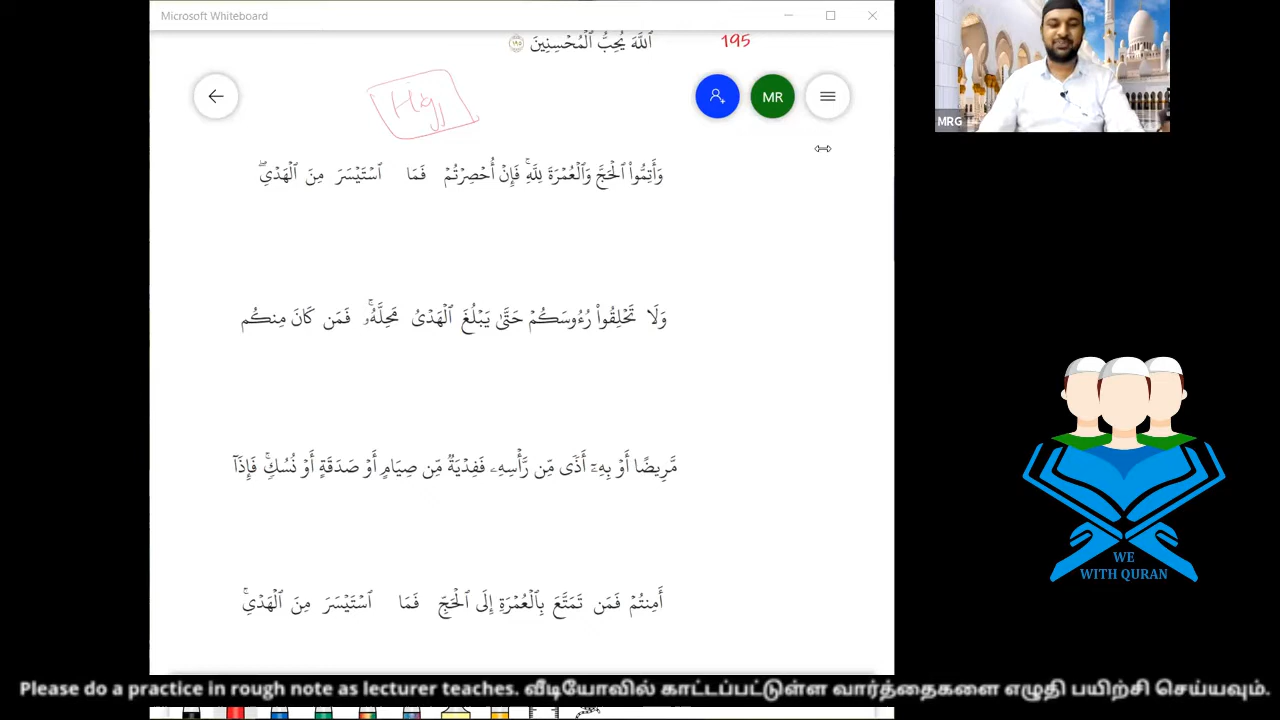 Microsoft Whiteboard
ٱللَّهَ يُحِبُّ ٱلْمُحْسِنِينَ ١٩٥
195
MR
وَأَتِمُّوا۟ ٱلْحَجَّ وَٱلْعُمْرَةَ لِلَّهِ ۚ فَإِنْ أُحْصِرْتُمْ فَمَا ٱسْتَيْسَرَ مِنَ ٱلْهَدْىِ ۖ
وَلَا تَحْلِقُوا۟ رُءُوسَكُمْ حَتَّىٰ يَبْلُغَ ٱلْهَدْىُ مَحِلَّهُۥ ۚ فَمَن كَانَ مِنكُم
مَّرِيضًا أَوْ بِهِۦٓ أَذًى مِّن رَّأْسِهِۦ فَفِدْيَةٌ مِّن صِيَامٍ أَوْ صَدَقَةٍ أَوْ نُسُكٍ ۚ فَإِذَآ
أَمِنتُمْ فَمَن تَمَتَّعَ بِٱلْعُمْرَةِ إِلَى ٱلْحَجِّ فَمَا ٱسْتَيْسَرَ مِنَ ٱلْهَدْىِ ۚ
MRG
WE
WITH QURAN
Please do a practice in rough note as lecturer teaches. வீடியோவில் காட்டப்பட்டுள்ள வார்த்தைகளை எழுதி பயிற்சி செய்யவும்.